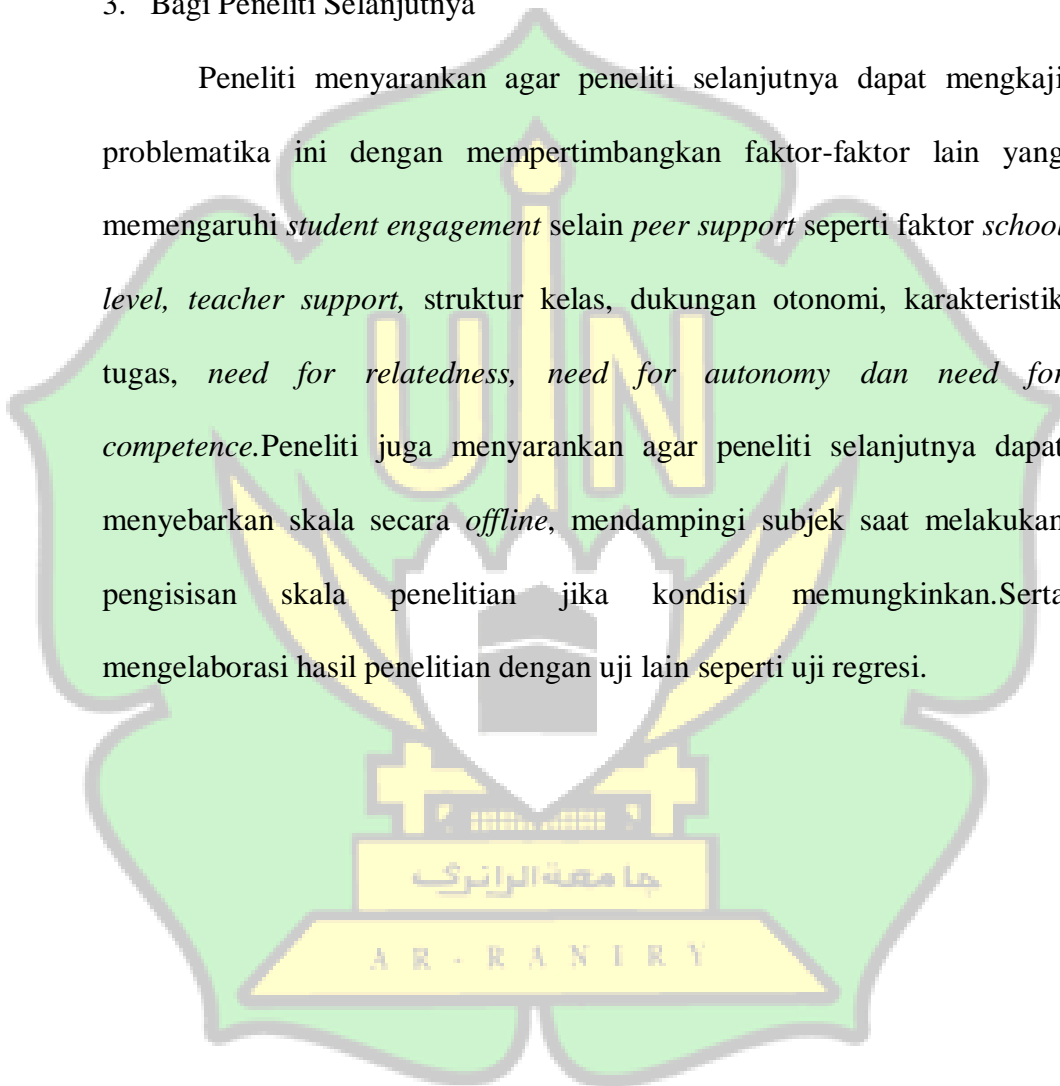 3. Bagi Peneliti Selanjutnya
Peneliti menyarankan agar peneliti selanjutnya dapat mengkaji
problematika ini dengan mempertimbangkan faktor-faktor lain yang
memengaruhi student engagement selain peer support seperti faktor school
level, teacher support, struktur kelas, dukungan otonomi, karakteristik
tugas, need for relatedness, need for autonomy dan need for
competence.Peneliti juga menyarankan agar peneliti selanjutnya dapat
menyebarkan skala secara offline, mendampingi subjek saat melakukan
pengisisan skala penelitian jika kondisi memungkinkan.Serta
mengelaborasi hasil penelitian dengan uji lain seperti uji regresi.
UIN
جامعة الرانري
AR-RANIRY